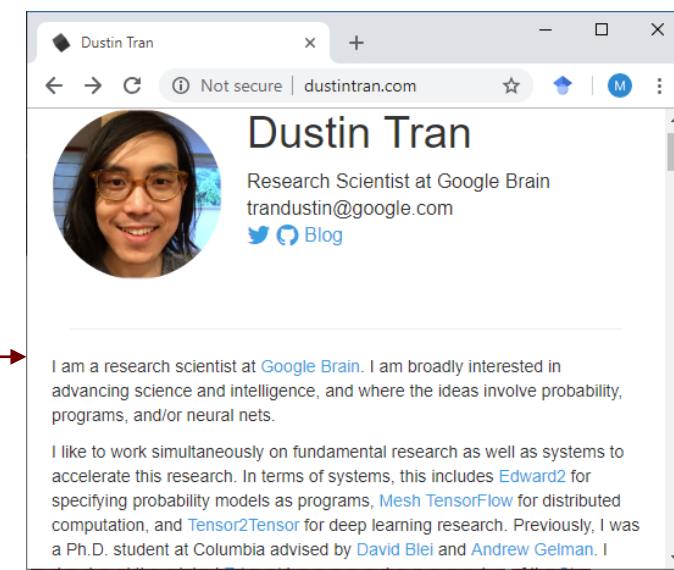 Dustin Tran
Not secure | dustintran.com
M
Dustin Tran
Research Scientist at Google Brain
trandustin@google.com
Blog
I am a research scientist at Google Brain. I am broadly interested in
advancing science and intelligence, and where the ideas involve probability,
programs, and/or neural nets.
I like to work simultaneously on fundamental research as well as systems to
accelerate this research. In terms of systems, this includes Edward2 for
specifying probability models as programs, Mesh TensorFlow for distributed
computation, and Tensor2Tensor for deep learning research. Previously, I was
a Ph.D. student at Columbia advised by David Blei and Andrew Gelman. I